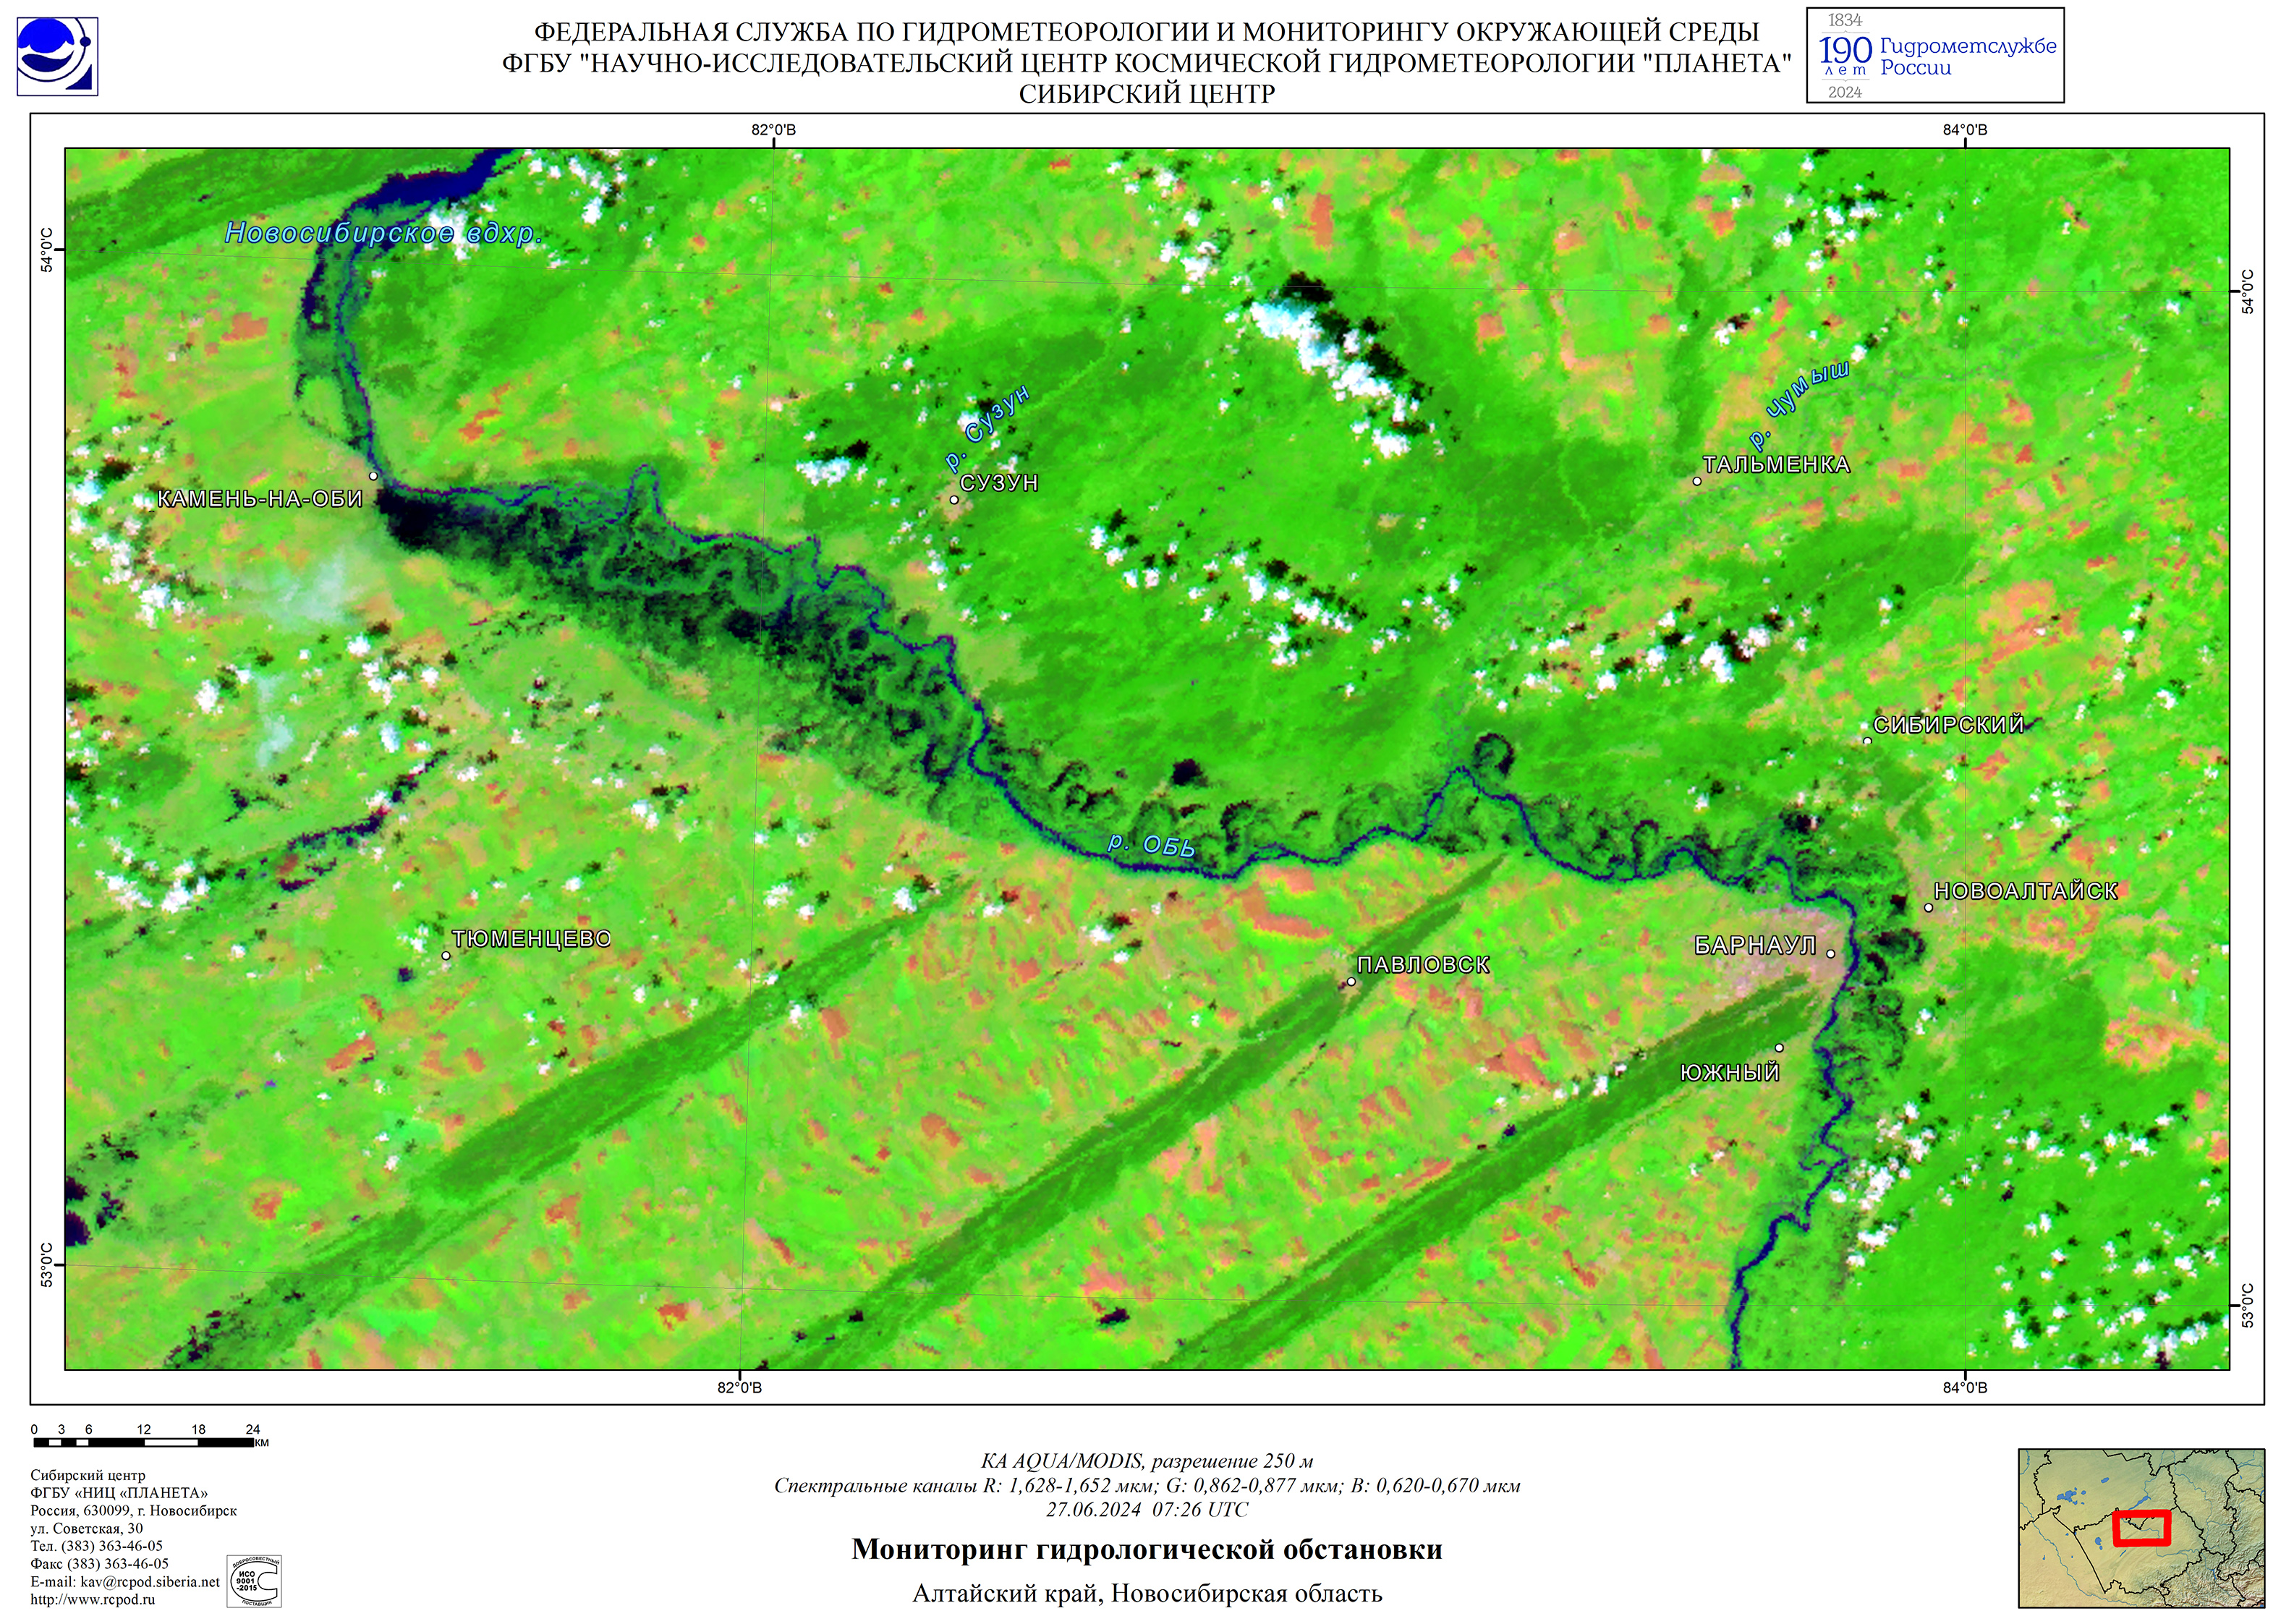 ФЕДЕРАЛЬНАЯ СЛУЖБА ПО ГИДРОМЕТЕОРОЛОГИИ И МОНИТОРИНГУ ОКРУЖАЮЩЕЙ СРЕДЫ
ФГБУ "НАУЧНО-ИССЛЕДОВАТЕЛЬСКИЙ ЦЕНТР КОСМИЧЕСКОЙ ГИДРОМЕТЕОРОЛОГИИ "ПЛАНЕТА"
СИБИРСКИЙ ЦЕНТР
1834
190 Гидрометслужбе
лет России
2024
82°0'В
84°0'В
54°0'С
54°0'С
Новосибирское вдхр.
р. Сузун
р. Чумыш
ТАЛЬМЕНКА
СУЗУН
КАМЕНЬ-НА-ОБИ
СИБИРСКИЙ
р. ОБЬ
НОВОАЛТАЙСК
ТЮМЕНЦЕВО
БАРНАУЛ
ПАВЛОВСК
ЮЖНЫЙ
53°0'С
53°0'С
82°0'В
84°0'В
0 3 6 12 18 24
км
КА AQUA/MODIS, разрешение 250 м
Спектральные каналы R: 1,628-1,652 мкм; G: 0,862-0,877 мкм; B: 0,620-0,670 мкм
27.06.2024 07:26 UTC
Мониторинг гидрологической обстановки
Алтайский край, Новосибирская область
Сибирский центр
ФГБУ «НИЦ «ПЛАНЕТА»
Россия, 630099, г. Новосибирск
ул. Советская, 30
Тел. (383) 363-46-05
Факс (383) 363-46-05
E-mail: kav@rcpod.siberia.net
http://www.rcpod.ru
ДОБРОСОВЕСТНЫЙ
ИСО
9001
-2015
ПОСТАВЩИК